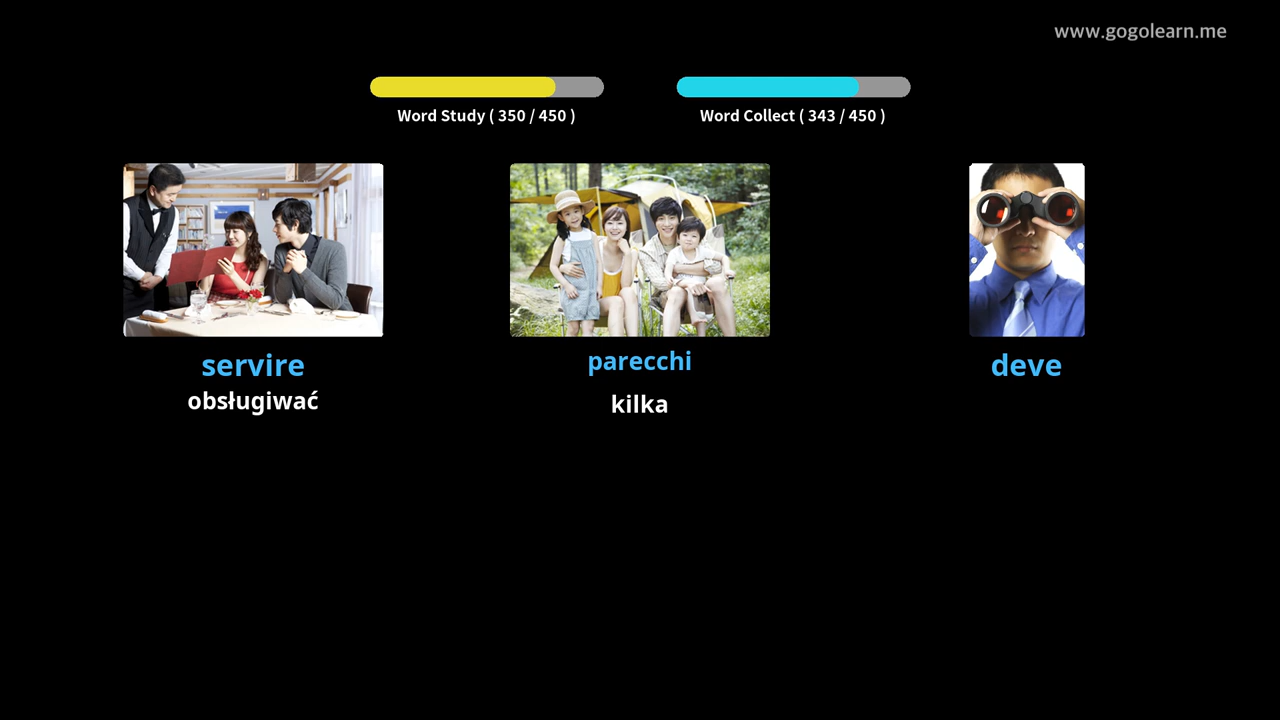 www.gogolearn.me
Word Study ( 350 / 450 )
Word Collect ( 343 / 450 )
servire
obsługiwać
parecchi
kilka
deve